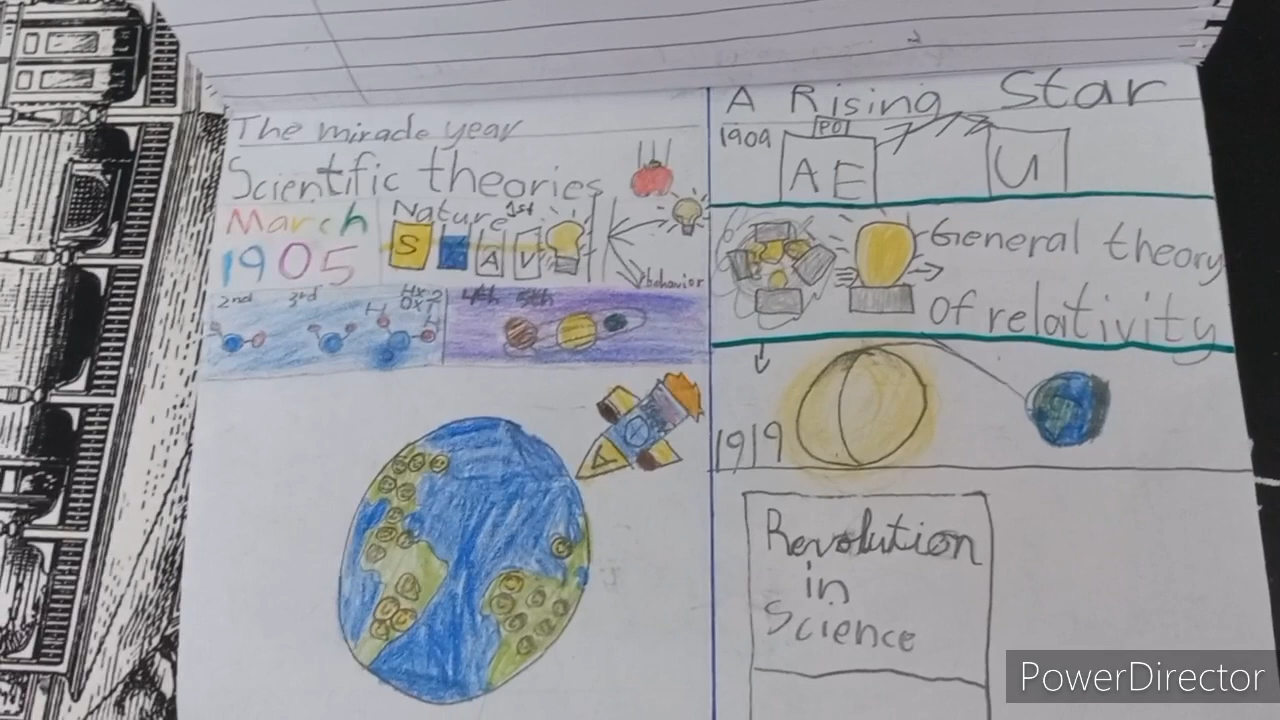 The miracle year
Scientific theories
March
1905
Nature 1st
S
A V
behavior
2nd 3rd
Hx2
4th 5th
A Rising Star
1909
PO
AE
U
General theory
of relativity
1919
Revolution
in
Science
PowerDirector